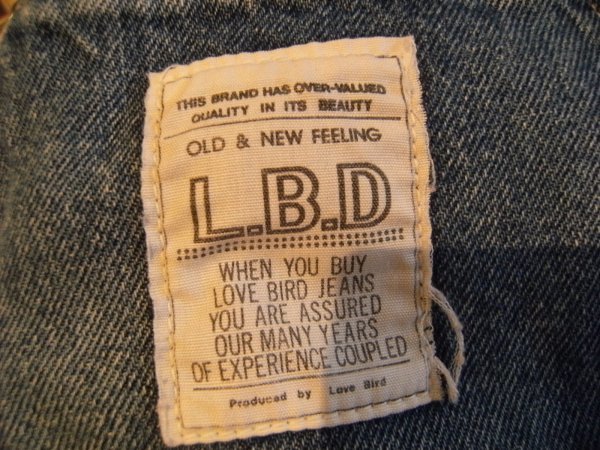 THIS BRAND HAS OVER-VALUED
QUALITY IN ITS BEAUTY
OLD & NEW FEELING
L.B.D
WHEN YOU BUY
LOVE BIRD JEANS
YOU ARE ASSURED
OUR MANY YEARS
OF EXPERIENCE COUPLED
Produced by Love Bird